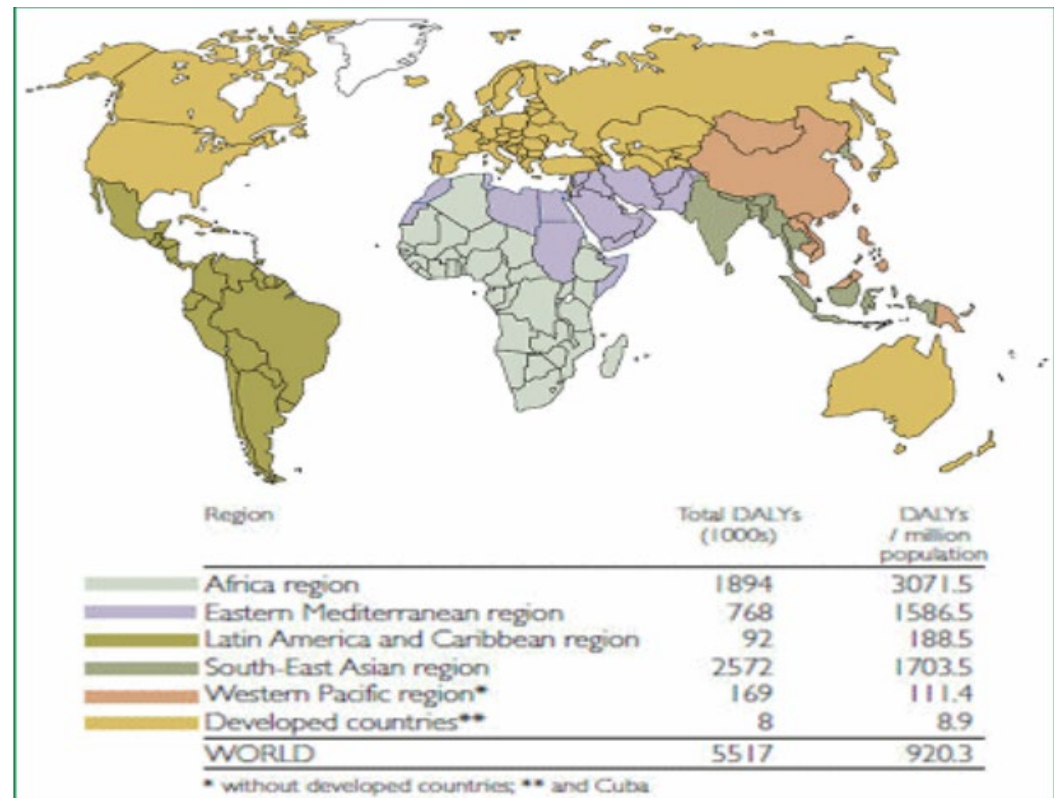 Region Total DALYs (1000s) DALYs / million population
Africa region 1894 3071.5
Eastern Mediterranean region 768 1586.5
Latin America and Caribbean region 92 188.5
South-East Asian region 2572 1703.5
Western Pacific region* 169 111.4
Developed countries** 8 8.9
WORLD 5517 920.3
* without developed countries; ** and Cuba